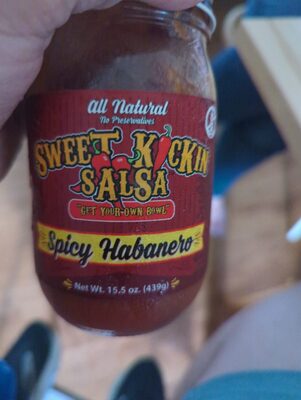 all Natural
No Preservatives
SWEET KICKIN'
SALSA
"GET YOUR OWN BOWL"
Spicy Habanero
Net Wt. 15.5 oz. (439g)